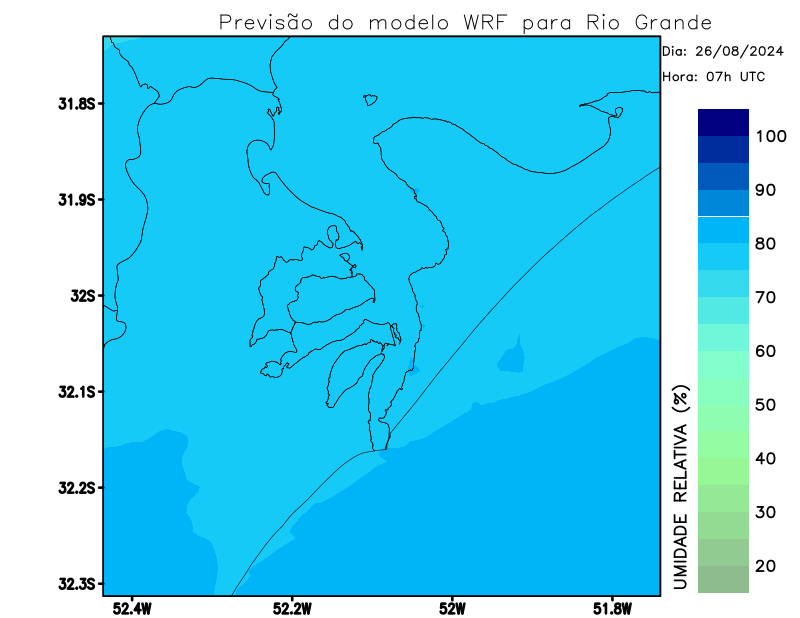 Previsão do modelo WRF para Rio Grande
Dia: 26/08/2024
Hora: 07h UTC
31.8S
31.9S
32S
32.1S
32.2S
32.3S
52.4W
52.2W
52W
51.8W
UMIDADE RELATIVA (%)
100
90
80
70
60
50
40
30
20